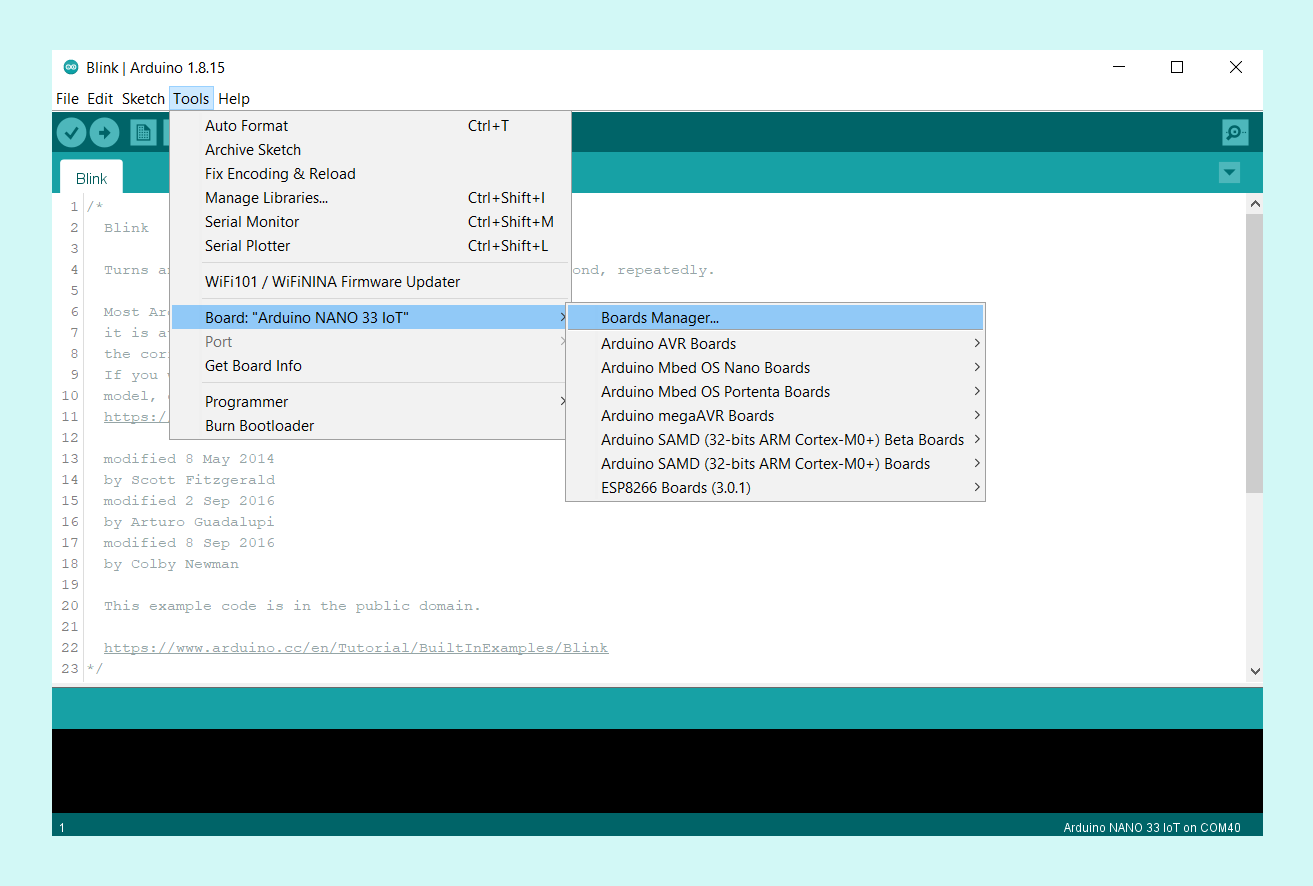 Blink | Arduino 1.8.15
File Edit Sketch Tools Help
Auto Format Ctrl+T
Archive Sketch
Fix Encoding & Reload
Manage Libraries... Ctrl+Shift+I
Serial Monitor Ctrl+Shift+M
Serial Plotter Ctrl+Shift+L
WiFi101 / WiFiNINA Firmware Updater
Board: "Arduino NANO 33 IoT"
Port
Get Board Info
Programmer
Burn Bootloader
Boards Manager...
Arduino AVR Boards
Arduino Mbed OS Nano Boards
Arduino Mbed OS Portenta Boards
Arduino megaAVR Boards
Arduino SAMD (32-bits ARM Cortex-M0+) Beta Boards
Arduino SAMD (32-bits ARM Cortex-M0+) Boards
ESP8266 Boards (3.0.1)
Blink
1 /*
2 Blink
3
4 Turns a ond, repeatedly.
5
6 Most Ar
7 it is a
8 the cor
9 If you
10 model,
11 https:/
12
13 modified 8 May 2014
14 by Scott Fitzgerald
15 modified 2 Sep 2016
16 by Arturo Guadalupi
17 modified 8 Sep 2016
18 by Colby Newman
19
20 This example code is in the public domain.
21
22 https://www.arduino.cc/en/Tutorial/BuiltInExamples/Blink
23 */
1 Arduino NANO 33 IoT on COM40